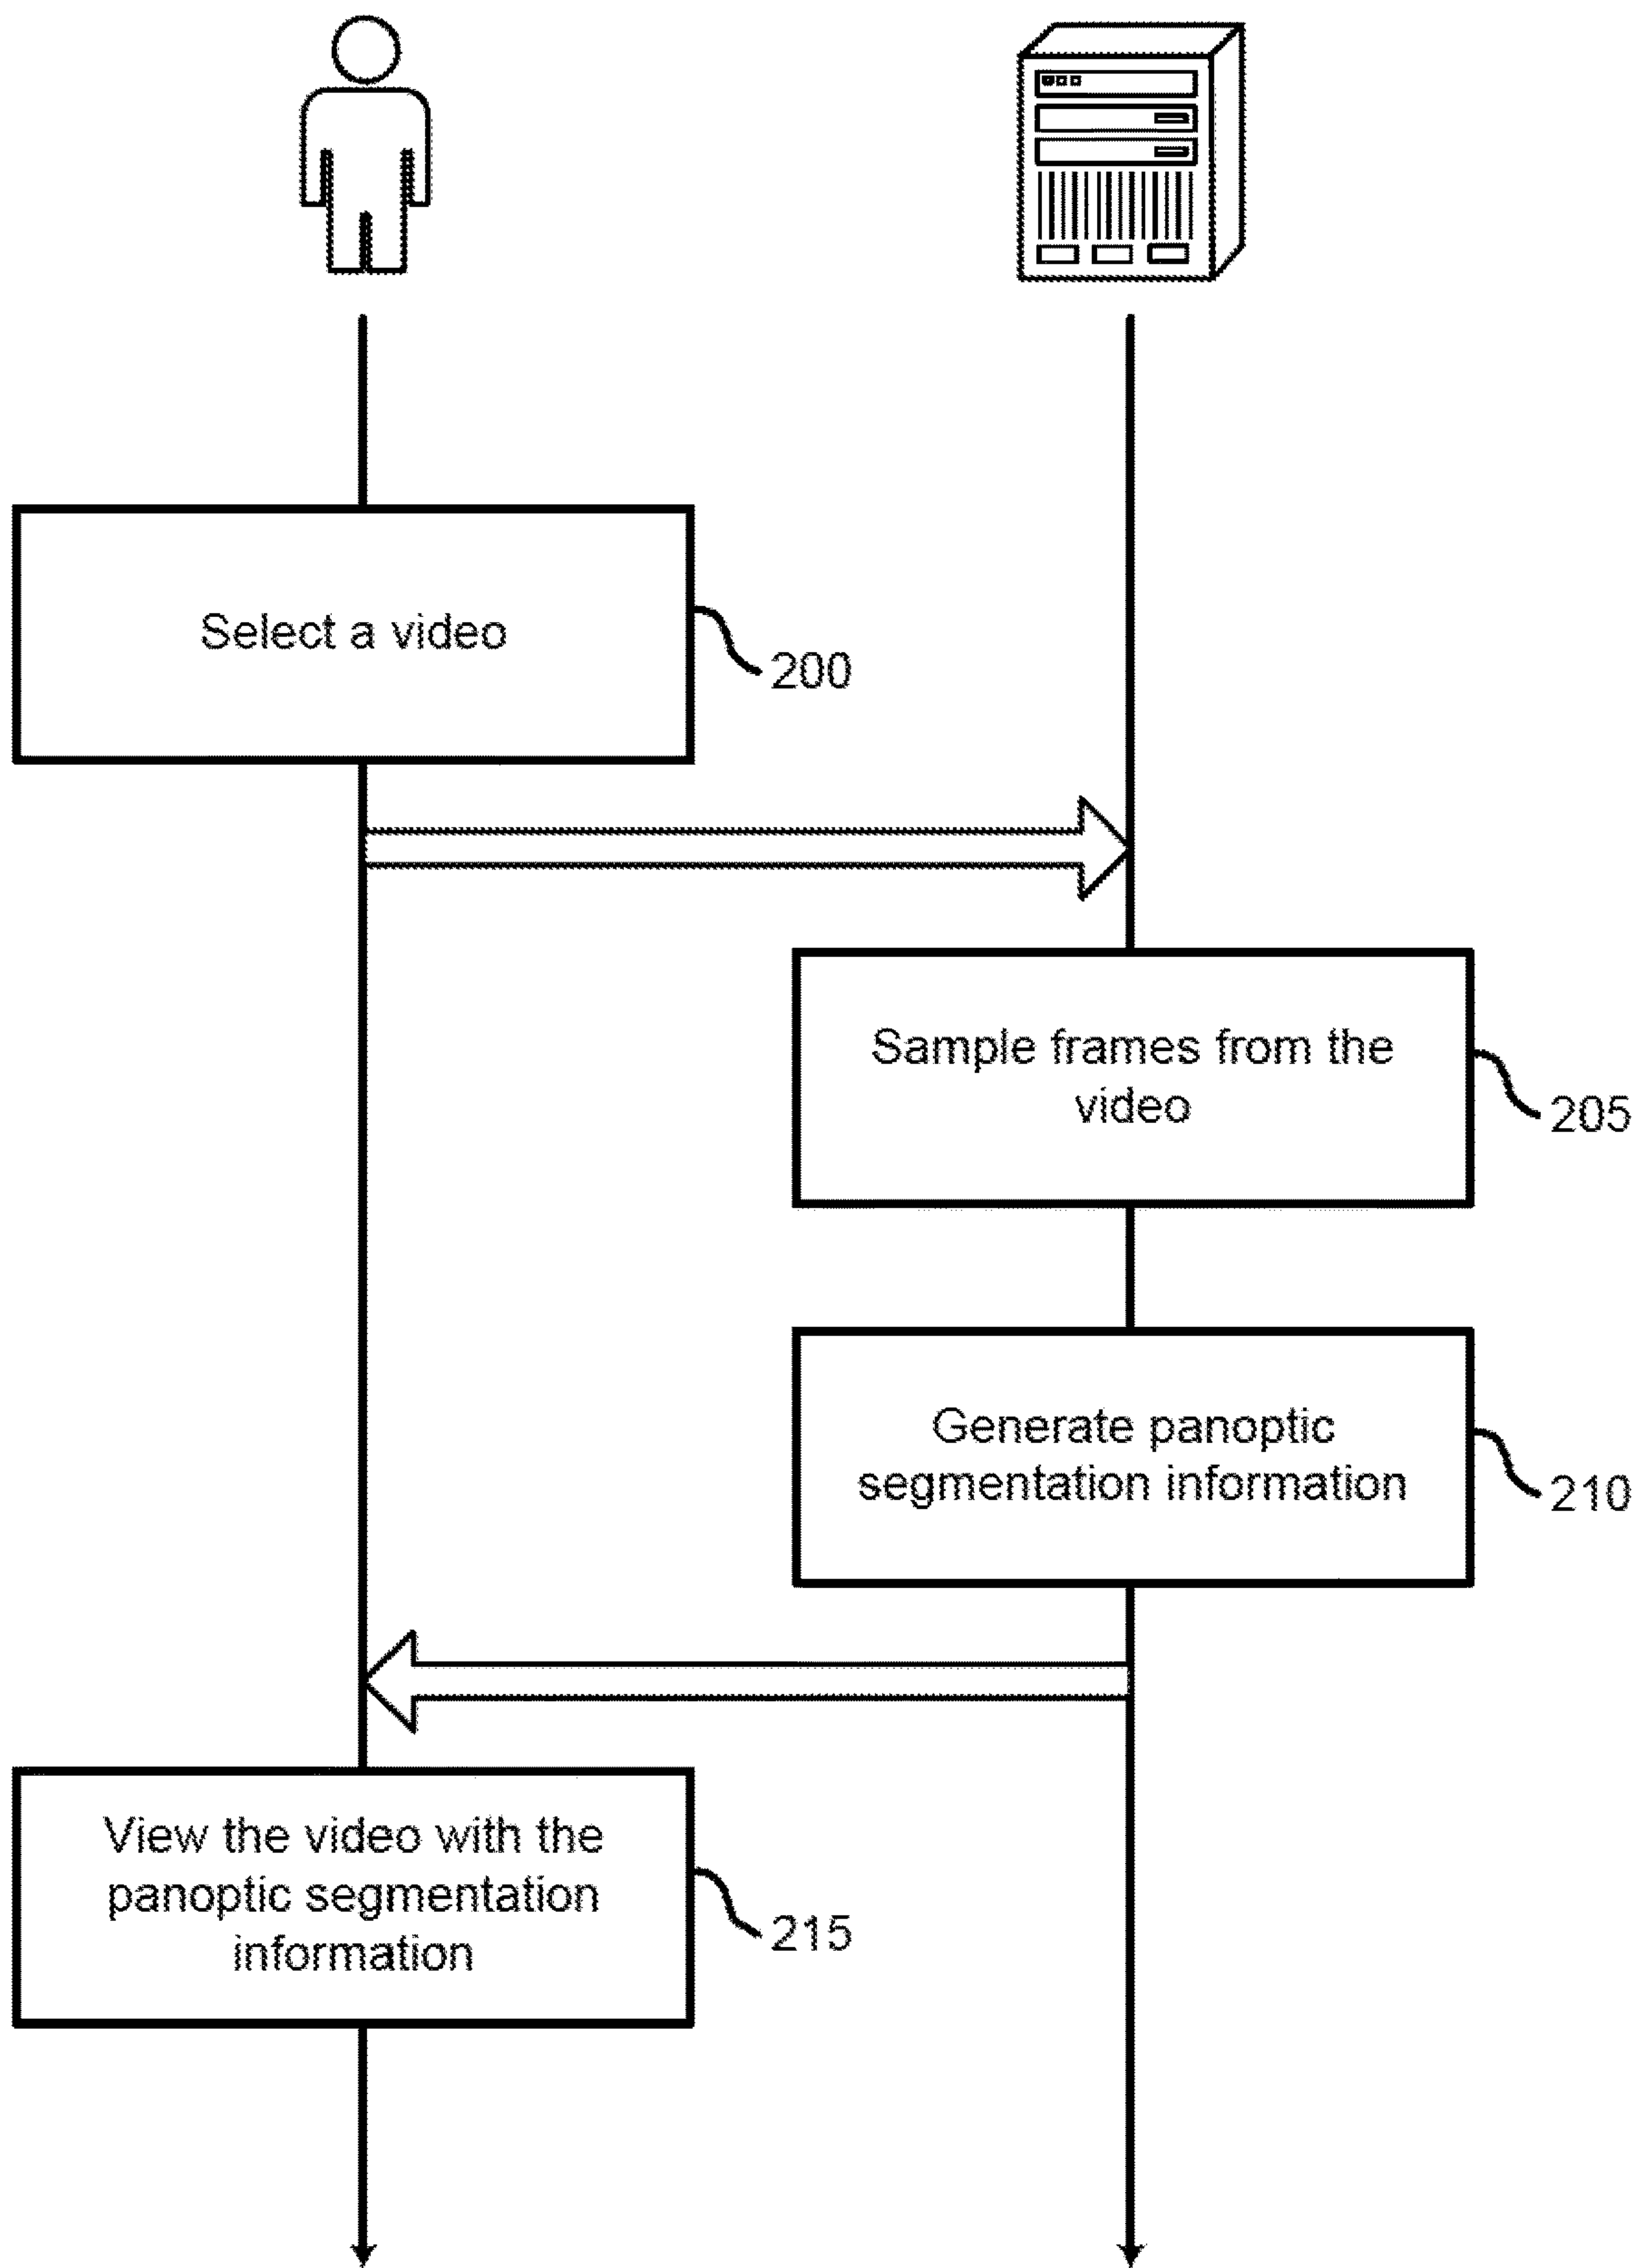 Select a video
200
Sample frames from the
video
205
Generate panoptic
segmentation information
210
View the video with the
panoptic segmentation
information
215